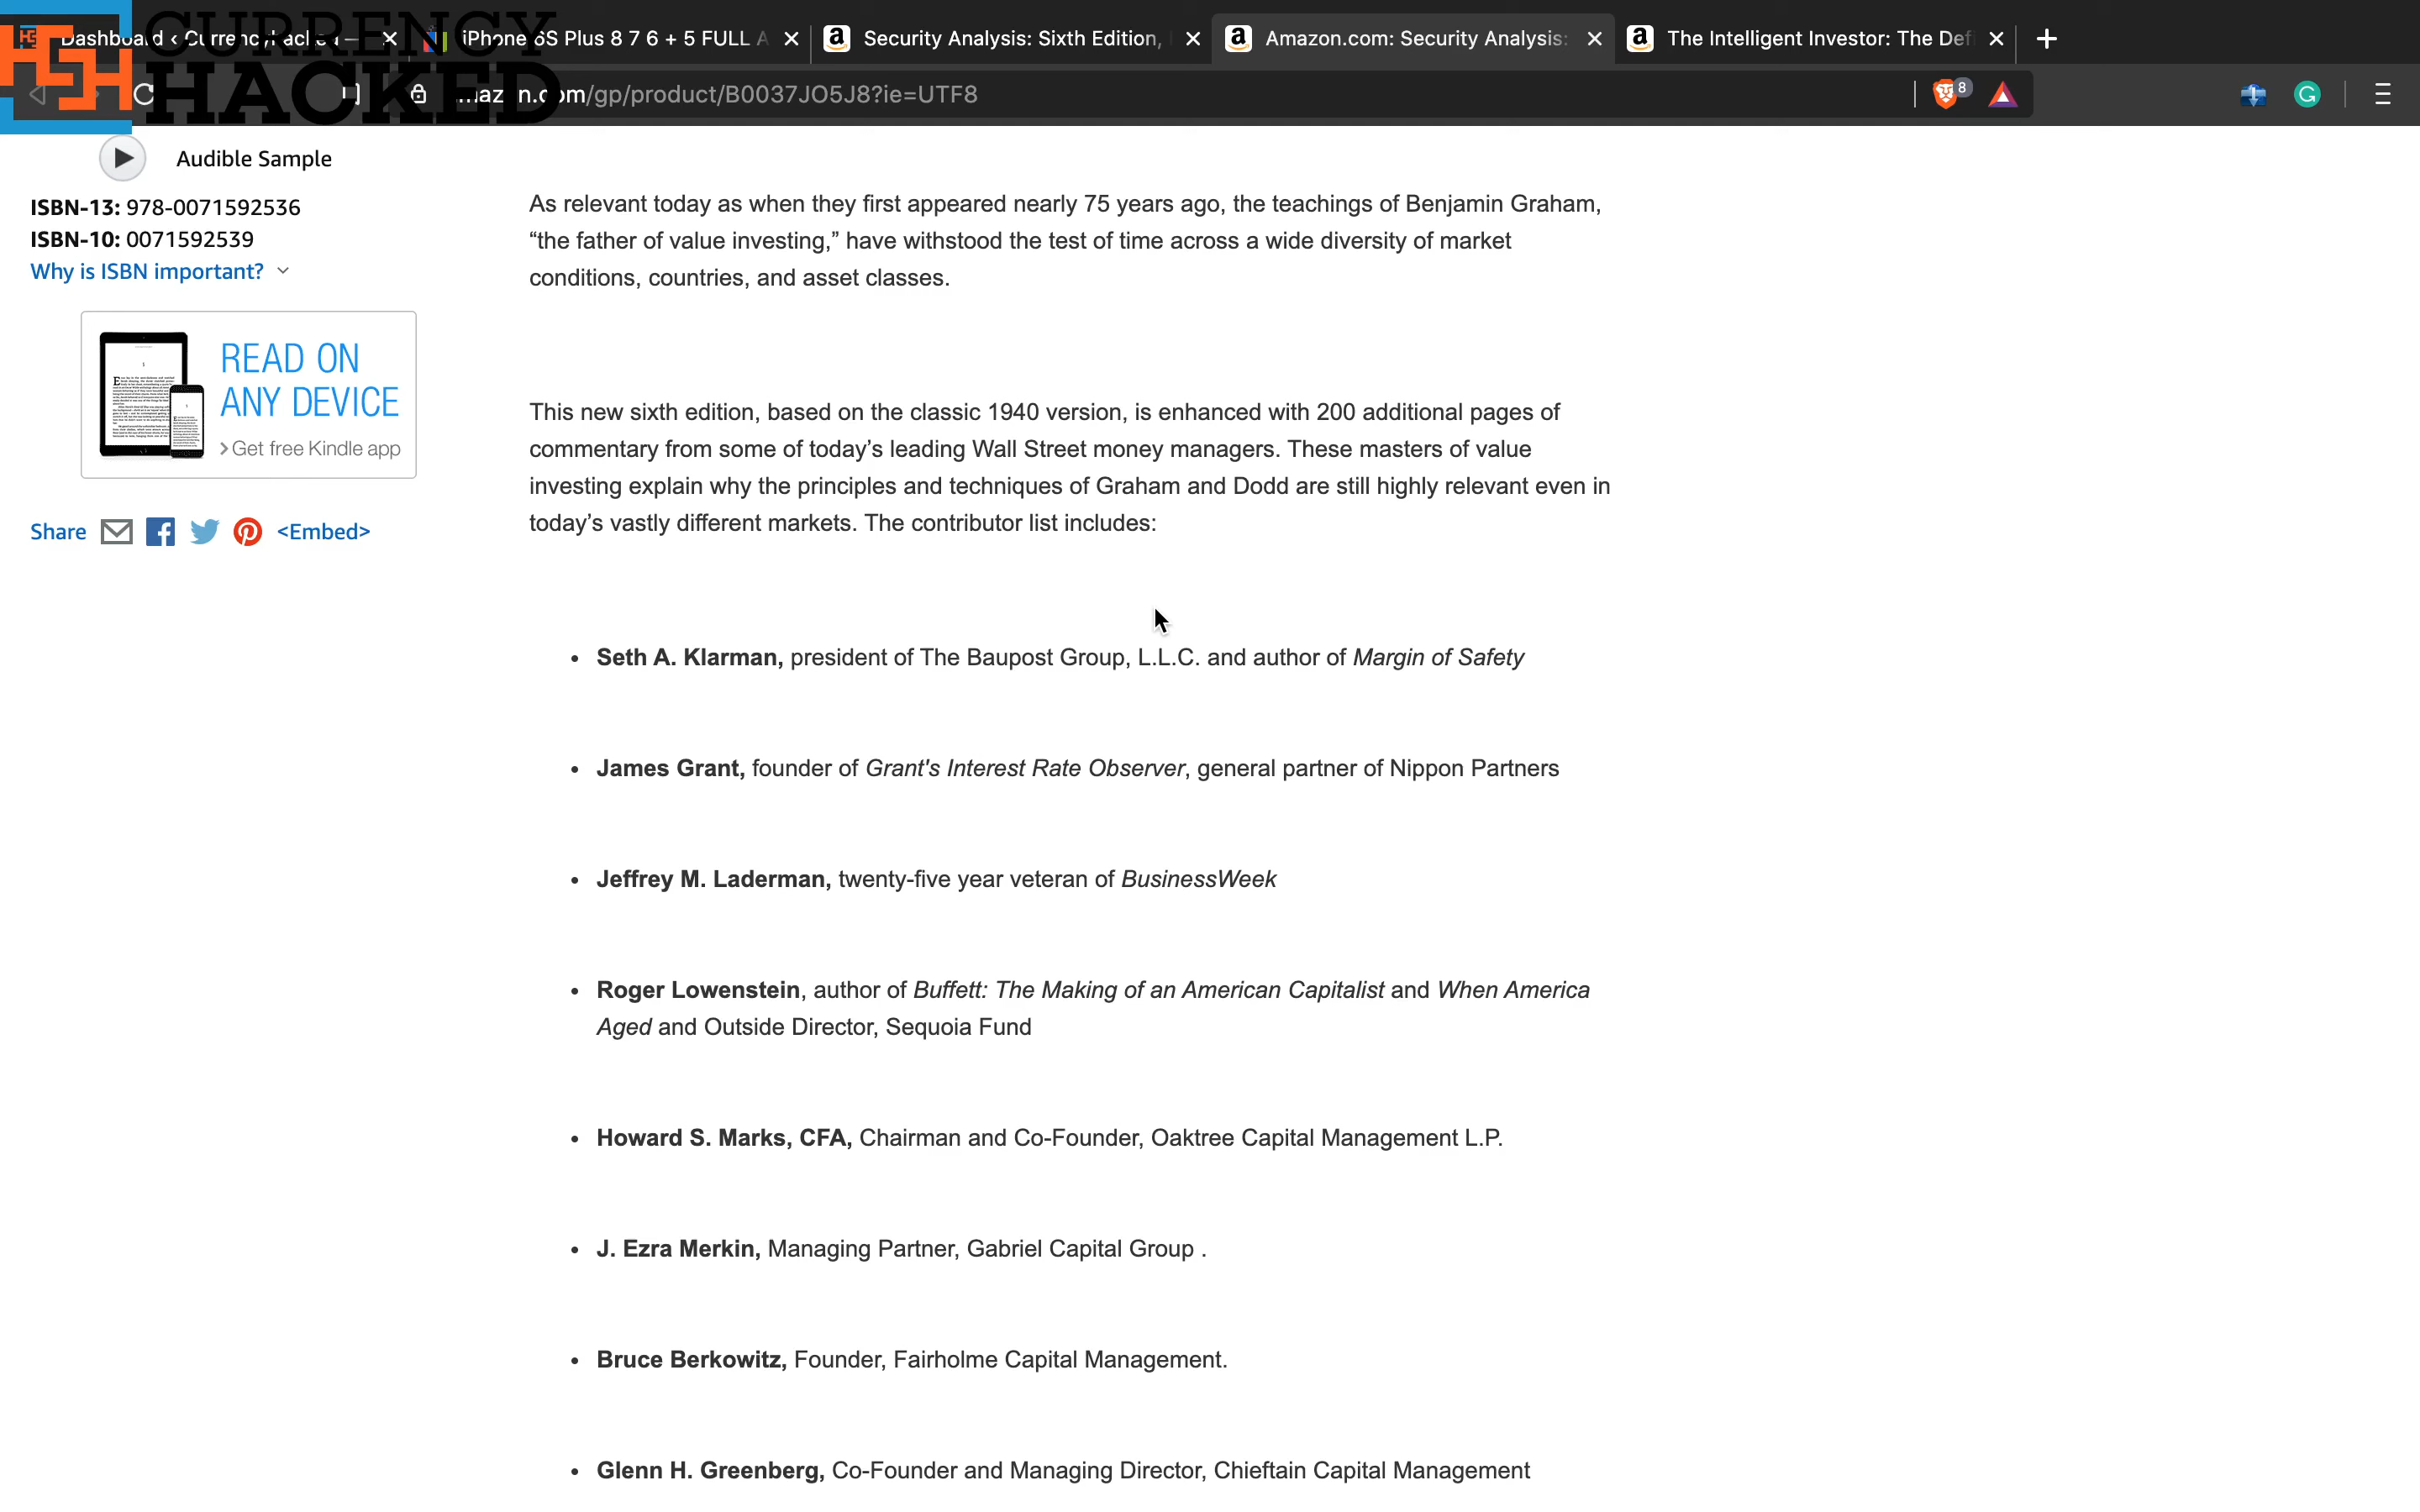 CURRENCY
HACKED
Dashboard ‹ CurrencyHacked —
iPhone 6S Plus 8 7 6 + 5 FULL A
Security Analysis: Sixth Edition,
Amazon.com: Security Analysis:
The Intelligent Investor: The Def
amazon.com/gp/product/B0037JO5J8?ie=UTF8
8
Audible Sample
ISBN-13: 978-0071592536
ISBN-10: 0071592539
Why is ISBN important?
READ ON
ANY DEVICE
Get free Kindle app
Share
<Embed>
As relevant today as when they first appeared nearly 75 years ago, the teachings of Benjamin Graham,
“the father of value investing,” have withstood the test of time across a wide diversity of market
conditions, countries, and asset classes.
This new sixth edition, based on the classic 1940 version, is enhanced with 200 additional pages of
commentary from some of today’s leading Wall Street money managers. These masters of value
investing explain why the principles and techniques of Graham and Dodd are still highly relevant even in
today’s vastly different markets. The contributor list includes:
• Seth A. Klarman, president of The Baupost Group, L.L.C. and author of Margin of Safety
• James Grant, founder of Grant's Interest Rate Observer, general partner of Nippon Partners
• Jeffrey M. Laderman, twenty-five year veteran of BusinessWeek
• Roger Lowenstein, author of Buffett: The Making of an American Capitalist and When America
Aged and Outside Director, Sequoia Fund
• Howard S. Marks, CFA, Chairman and Co-Founder, Oaktree Capital Management L.P.
• J. Ezra Merkin, Managing Partner, Gabriel Capital Group .
• Bruce Berkowitz, Founder, Fairholme Capital Management.
• Glenn H. Greenberg, Co-Founder and Managing Director, Chieftain Capital Management